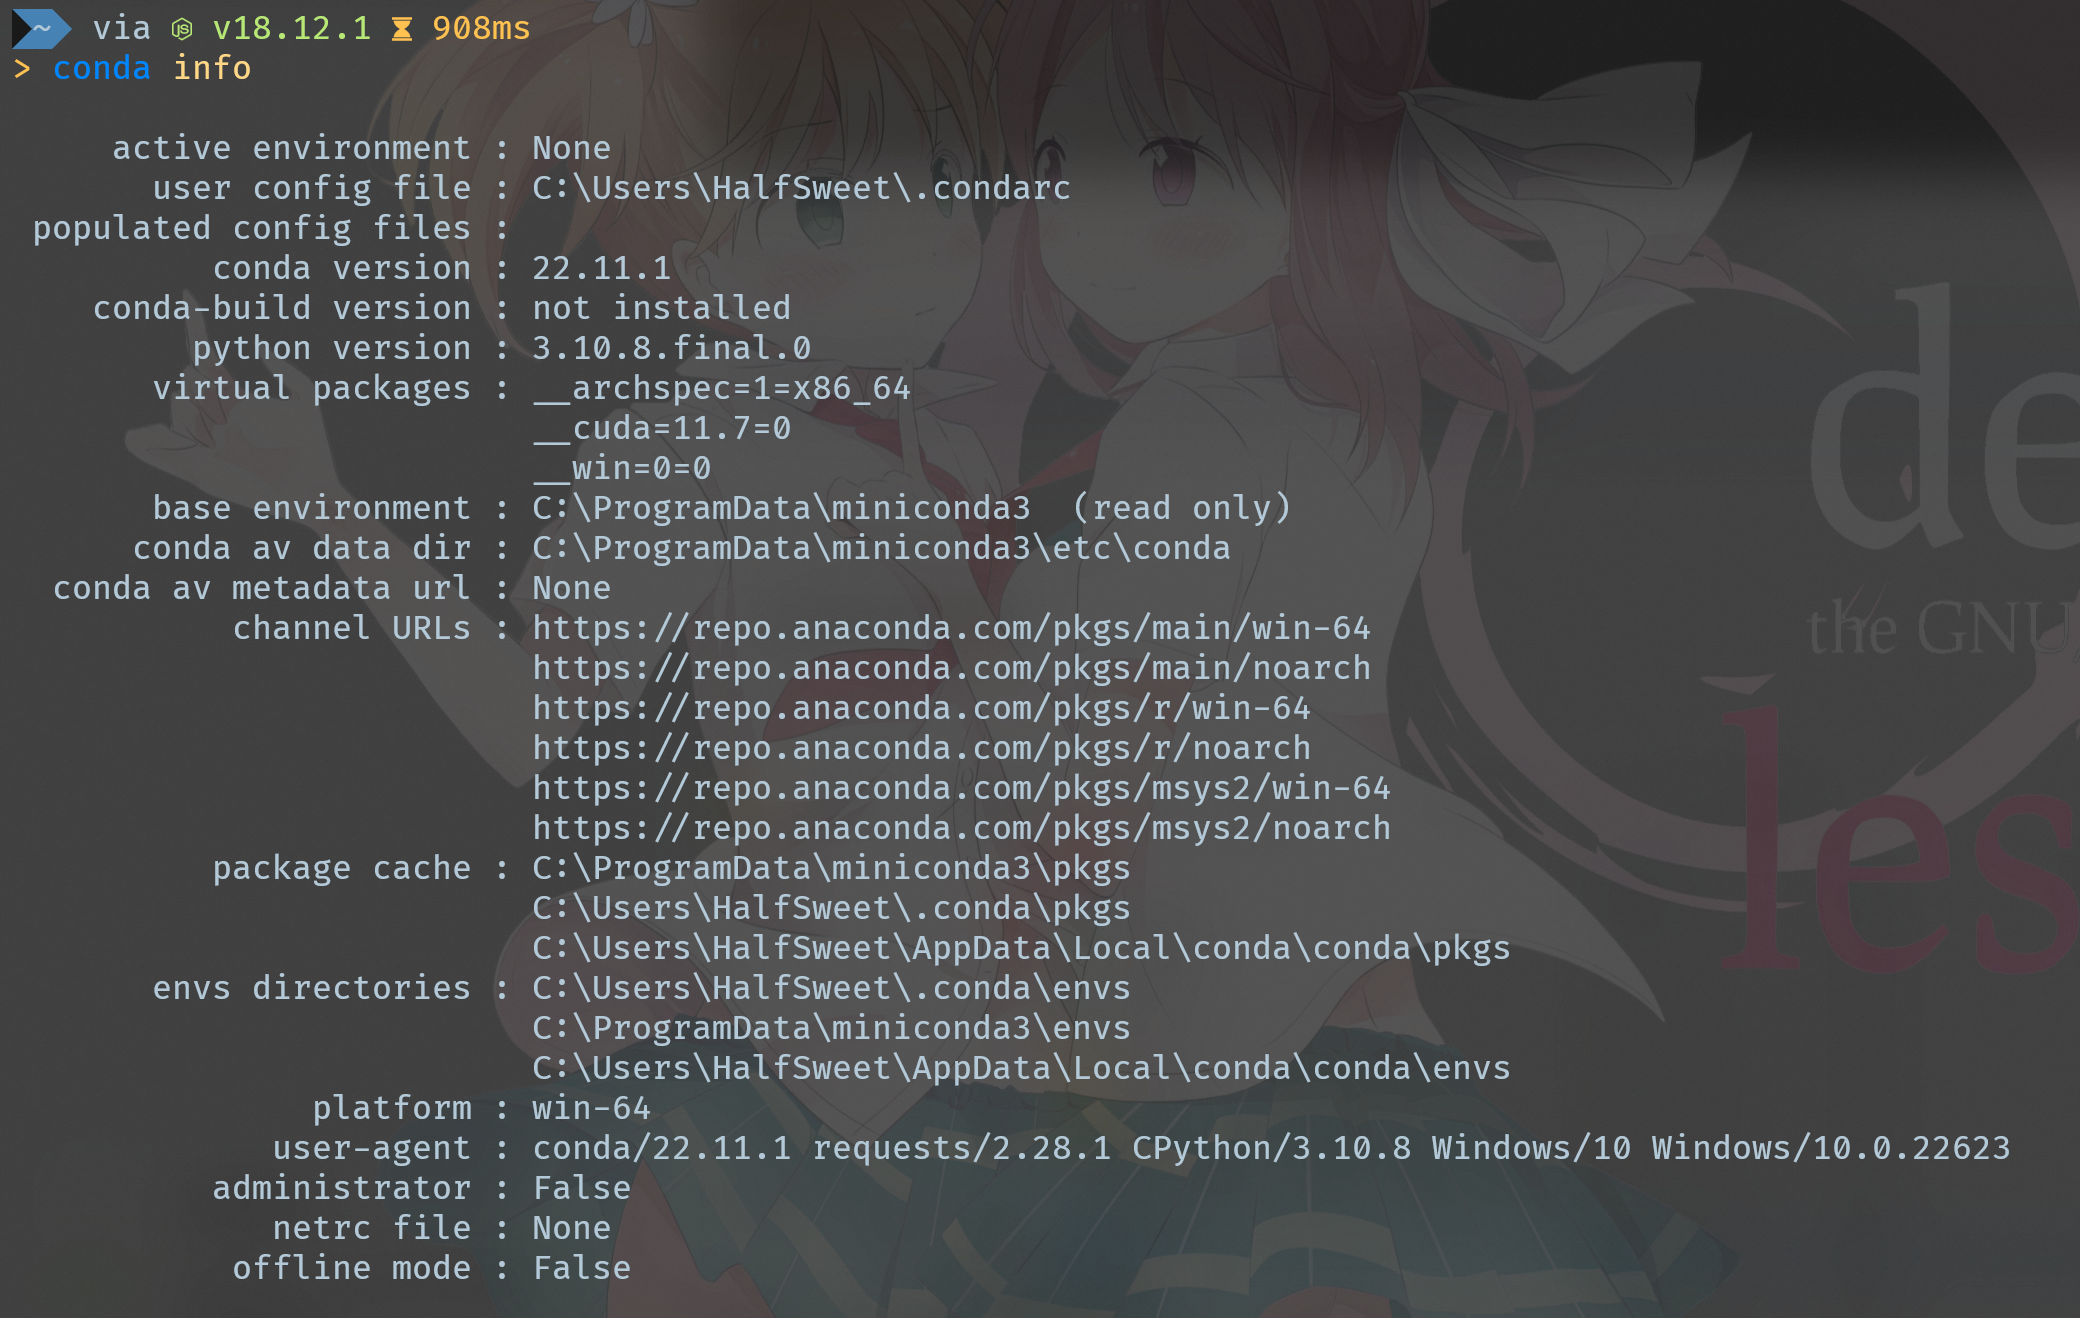 ~ via v18.12.1 908ms
> conda info
active environment : None
user config file : C:\Users\HalfSweet\.condarc
populated config files :
conda version : 22.11.1
conda-build version : not installed
python version : 3.10.8.final.0
virtual packages : __archspec=1=x86_64
__cuda=11.7=0
__win=0=0
base environment : C:\ProgramData\miniconda3  (read only)
conda av data dir : C:\ProgramData\miniconda3\etc\conda
conda av metadata url : None
channel URLs : https://repo.anaconda.com/pkgs/main/win-64
https://repo.anaconda.com/pkgs/main/noarch
https://repo.anaconda.com/pkgs/r/win-64
https://repo.anaconda.com/pkgs/r/noarch
https://repo.anaconda.com/pkgs/msys2/win-64
https://repo.anaconda.com/pkgs/msys2/noarch
package cache : C:\ProgramData\miniconda3\pkgs
C:\Users\HalfSweet\.conda\pkgs
C:\Users\HalfSweet\AppData\Local\conda\conda\pkgs
envs directories : C:\Users\HalfSweet\.conda\envs
C:\ProgramData\miniconda3\envs
C:\Users\HalfSweet\AppData\Local\conda\conda\envs
platform : win-64
user-agent : conda/22.11.1 requests/2.28.1 CPython/3.10.8 Windows/10 Windows/10.0.22623
administrator : False
netrc file : None
offline mode : False
de
the GNU
les